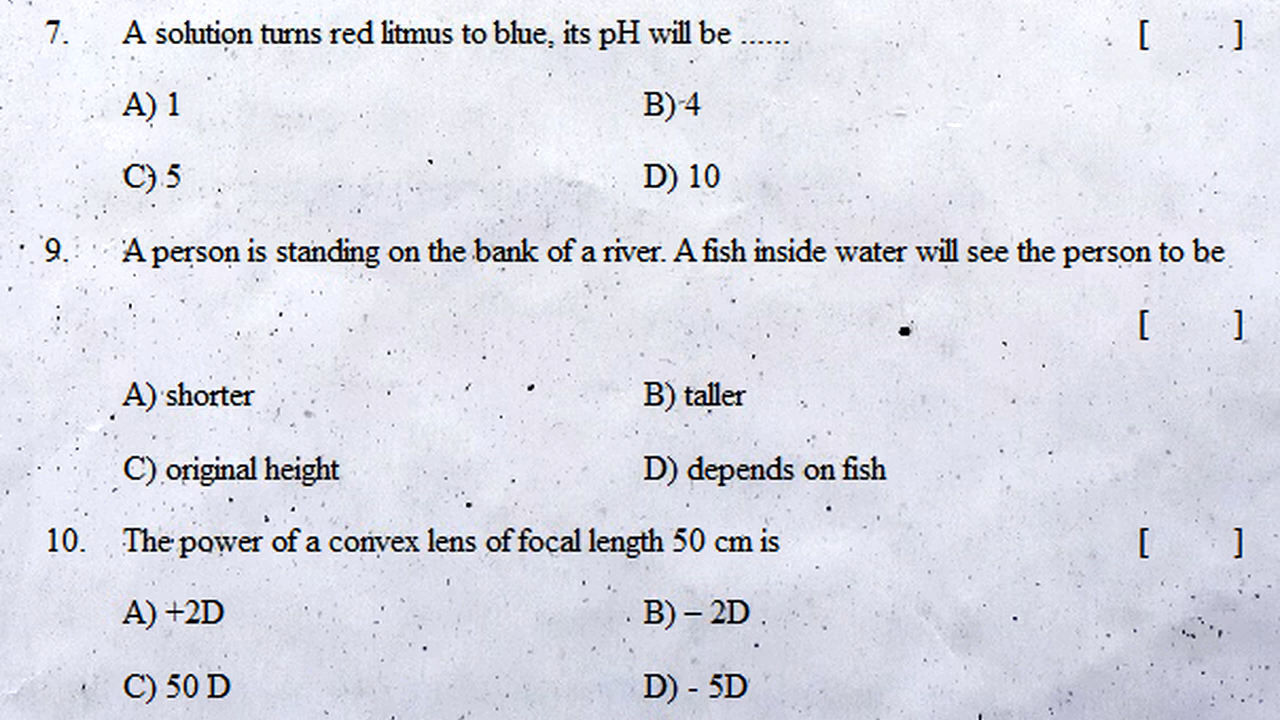 7. A solution turns red litmus to blue, its pH will be ...... [ ]
A) 1 B) 4
C) 5 D) 10
9. A person is standing on the bank of a river. A fish inside water will see the person to be
[ ]
A) shorter B) taller
C) original height D) depends on fish
10. The power of a convex lens of focal length 50 cm is [ ]
A) +2D B) – 2D
C) 50 D D) - 5D